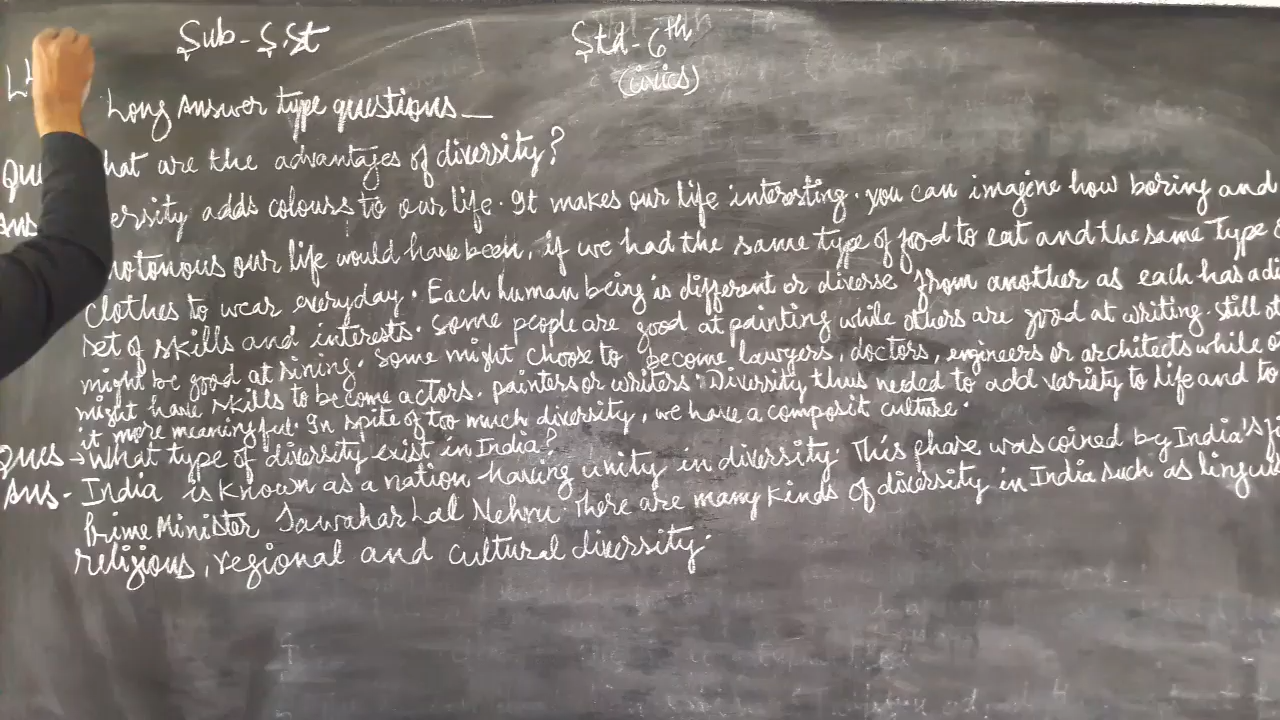 Sub - S.St Std - 6th
(civics)
Long Answer type questions _
hat are the advantages of diversity?
ersity adds colours to our life. It makes our life interesting. you can imagine how boring and
notonous our life would have been, if we had the same type of food to eat and the same Type
clothes to wear everyday. Each human being is different or diverse from another as each has a di
set of skills and interests. Some people are good at painting while others are good at writing. still ot
might be good at sining. Some might choose to become lawyers, doctors, engineers or architects while o
might have skills to become actors, painters or writers. Diversity thus needed to add variety to life and to
it more meaningful. In spite of too much diversity, we have a composit culture.
Ques → What type of diversity exist in India?
Ans - India is known as a nation having unity in diversity. This phase was coined by India's fi
Prime Minister Jawahar Lal Nehru. There are many kinds of diversity in India such as lingui
religious, regional and cultural diversity.